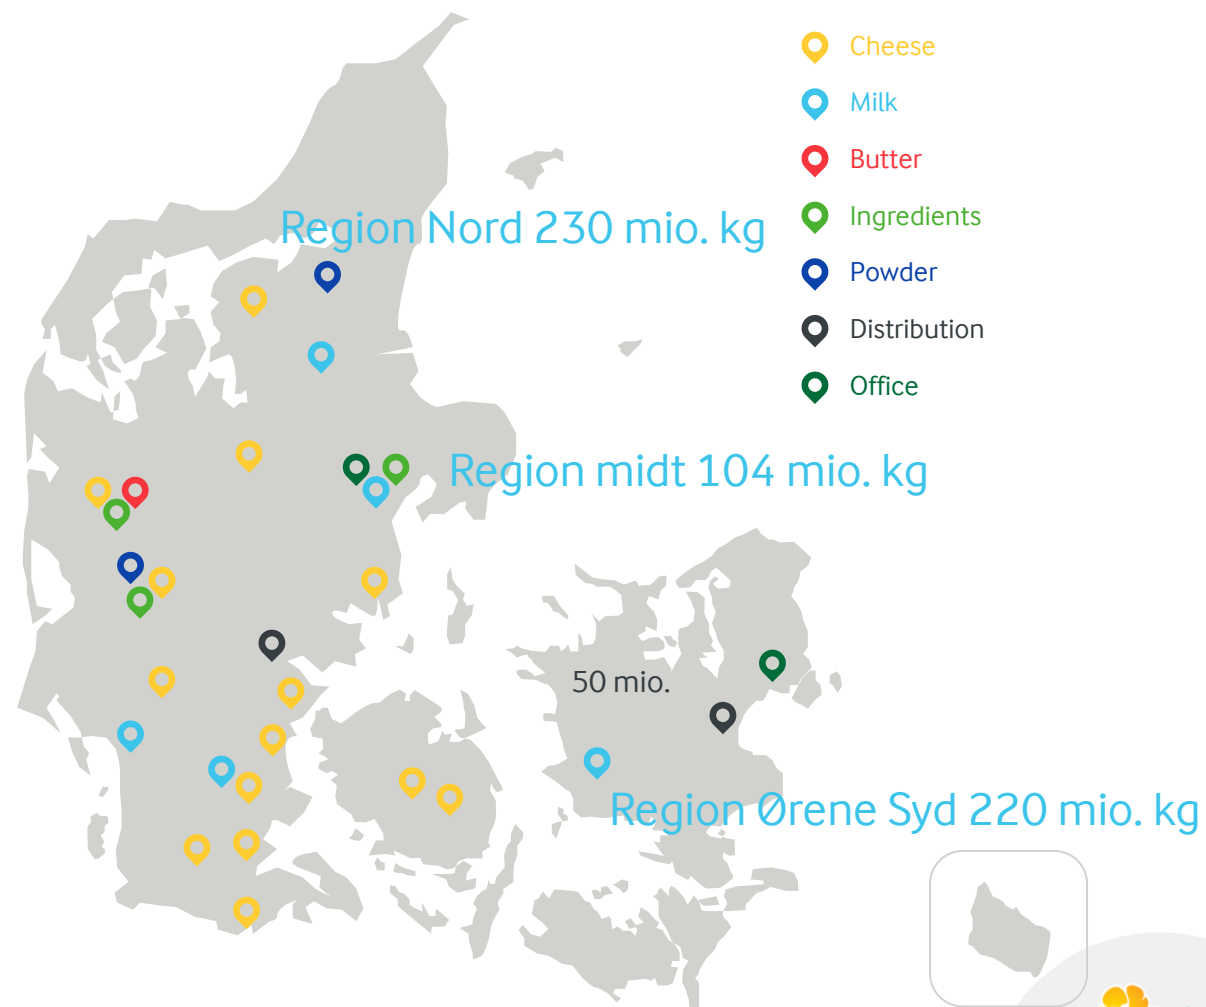 Cheese
Milk
Butter
Region Nord 230 mio. kg
Ingredients
Powder
Distribution
Office
Region midt 104 mio. kg
50 mio.
Region Ørene Syd 220 mio. kg